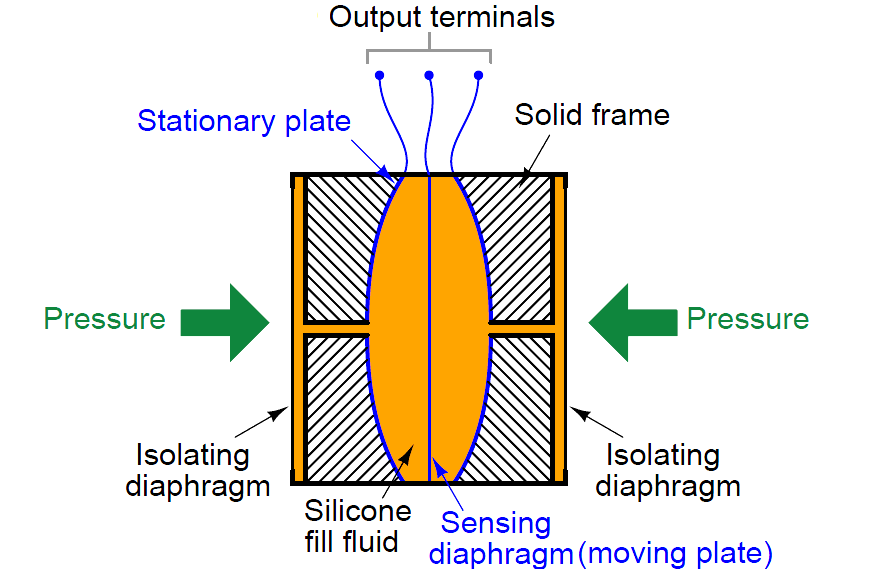 Output terminals
Stationary plate
Solid frame
Pressure
Pressure
Isolating
diaphragm
Isolating
diaphragm
Silicone
fill fluid
Sensing
diaphragm (moving plate)